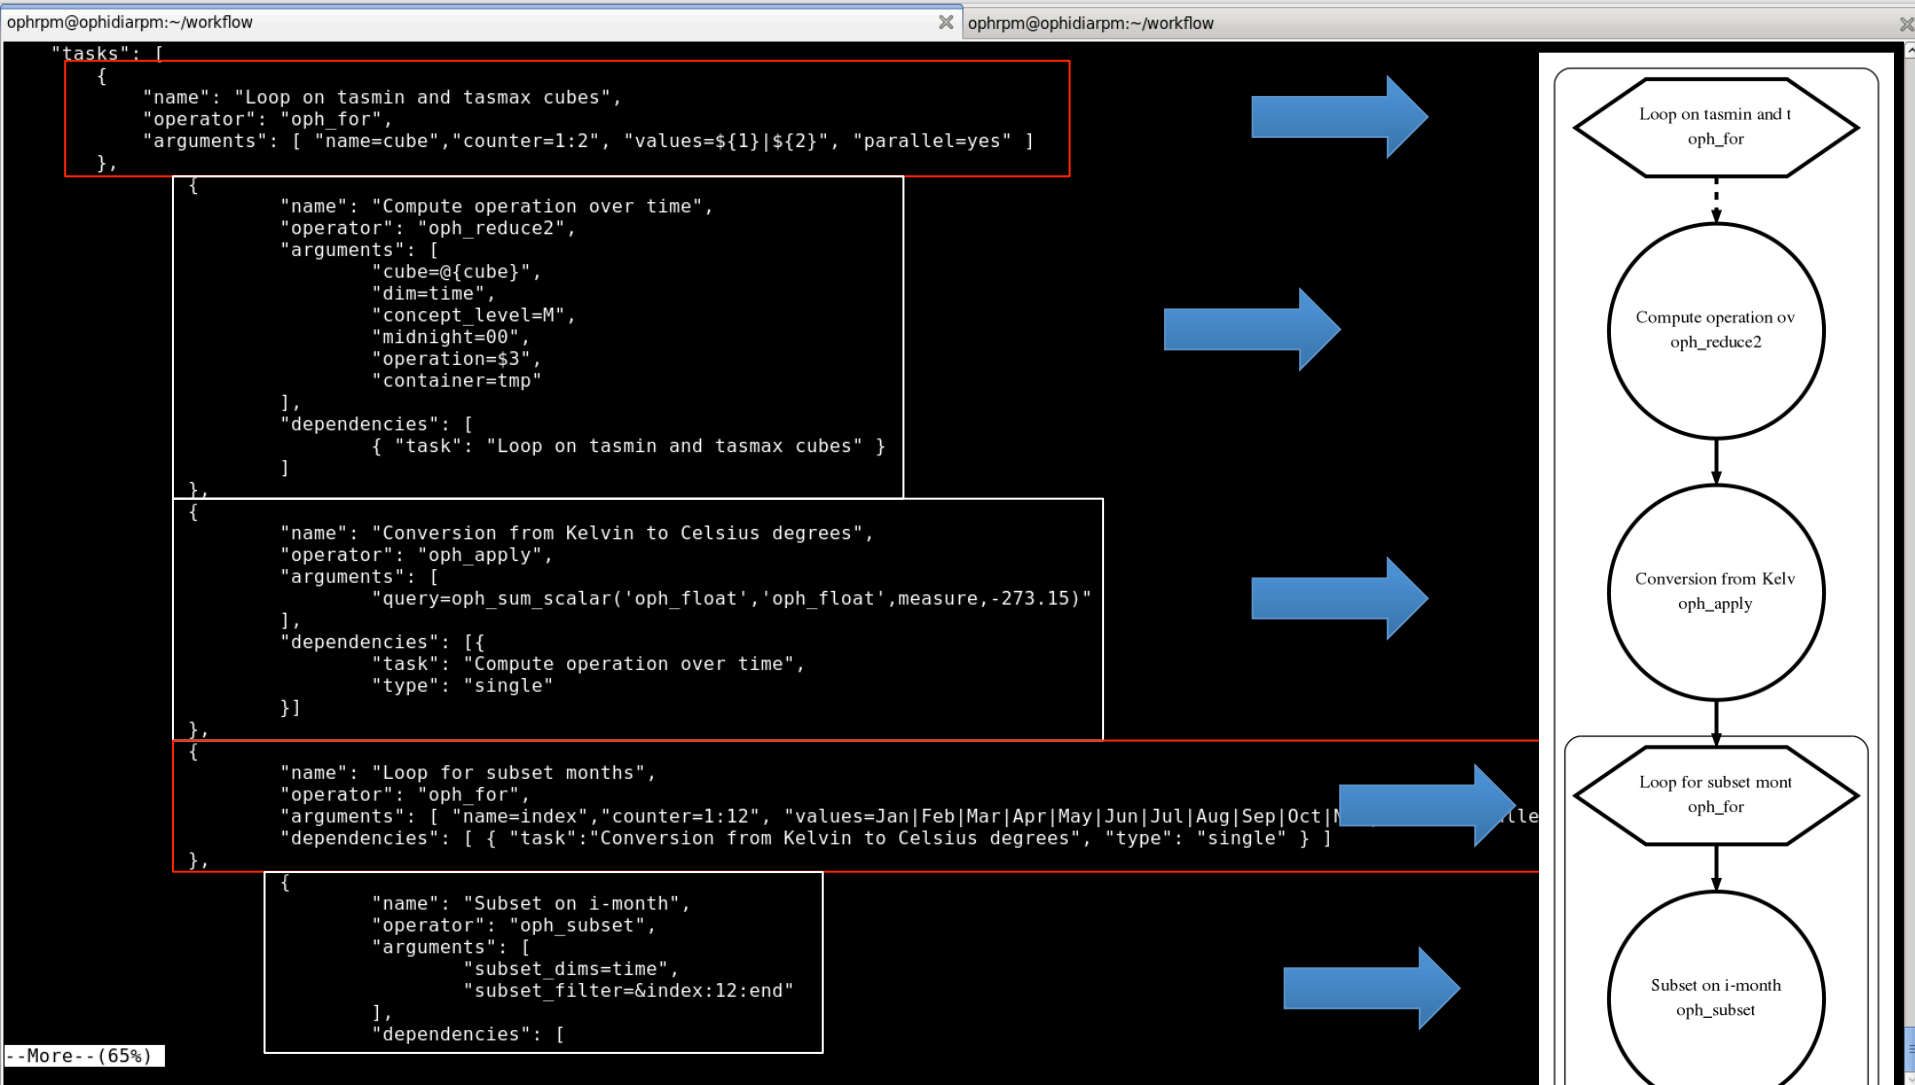 ophrpm@ophidiarpm:~/workflow
ophrpm@ophidiarpm:~/workflow
"tasks": [
{
"name": "Loop on tasmin and tasmax cubes",
"operator": "oph_for",
"arguments": [ "name=cube","counter=1:2", "values=${1}|${2}", "parallel=yes" ]
},
{
"name": "Compute operation over time",
"operator": "oph_reduce2",
"arguments": [
"cube=@{cube}",
"dim=time",
"concept_level=M",
"midnight=00",
"operation=$3",
"container=tmp"
],
"dependencies": [
{ "task": "Loop on tasmin and tasmax cubes" }
]
},
{
"name": "Conversion from Kelvin to Celsius degrees",
"operator": "oph_apply",
"arguments": [
"query=oph_sum_scalar('oph_float','oph_float',measure,-273.15)"
],
"dependencies": [{
"task": "Compute operation over time",
"type": "single"
}]
},
{
"name": "Loop for subset months",
"operator": "oph_for",
"arguments": [ "name=index","counter=1:12", "values=Jan|Feb|Mar|Apr|May|Jun|Jul|Aug|Sep|Oct|
"dependencies": [ { "task":"Conversion from Kelvin to Celsius degrees", "type": "single" } ]
},
{
"name": "Subset on i-month",
"operator": "oph_subset",
"arguments": [
"subset_dims=time",
"subset_filter=&index:12:end"
],
"dependencies": [
--More--(65%)
Loop on tasmin and t
oph_for
Compute operation ov
oph_reduce2
Conversion from Kelv
oph_apply
Loop for subset mont
oph_for
Subset on i-month
oph_subset